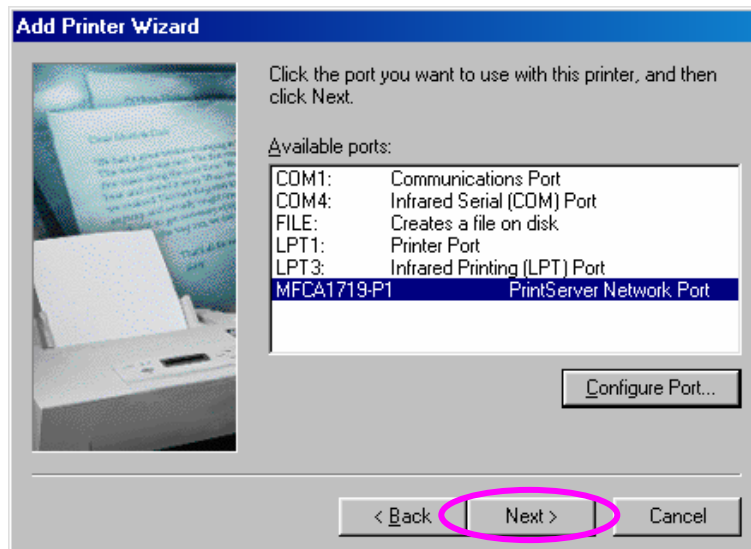 Add Printer Wizard
Click the port you want to use with this printer, and then
click Next.
Available ports:
COM1: Communications Port
COM4: Infrared Serial (COM) Port
FILE: Creates a file on disk
LPT1: Printer Port
LPT3: Infrared Printing (LPT) Port
MFCA1719-P1 PrintServer Network Port
Configure Port...
< Back Next > Cancel